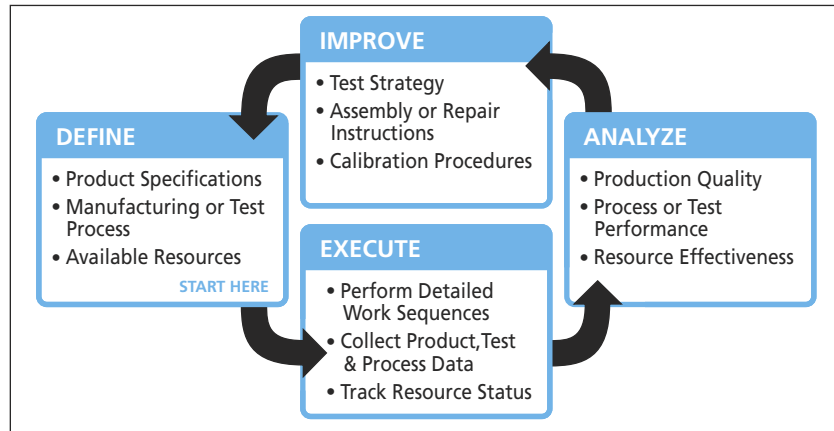 IMPROVE
• Test Strategy
• Assembly or Repair
Instructions
• Calibration Procedures
DEFINE
• Product Specifications
• Manufacturing or Test
Process
• Available Resources
START HERE
ANALYZE
• Production Quality
• Process or Test
Performance
• Resource Effectiveness
EXECUTE
• Perform Detailed
Work Sequences
• Collect Product,Test
& Process Data
• Track Resource Status